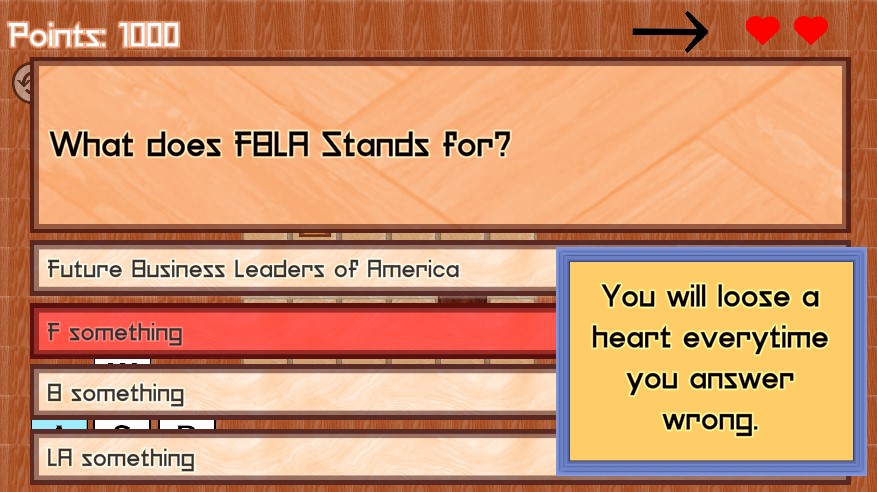 Points: 1000
What does FBLA Stands for?
Future Business Leaders of America
F something
B something
LA something
You will loose a
heart everytime
you answer
wrong.